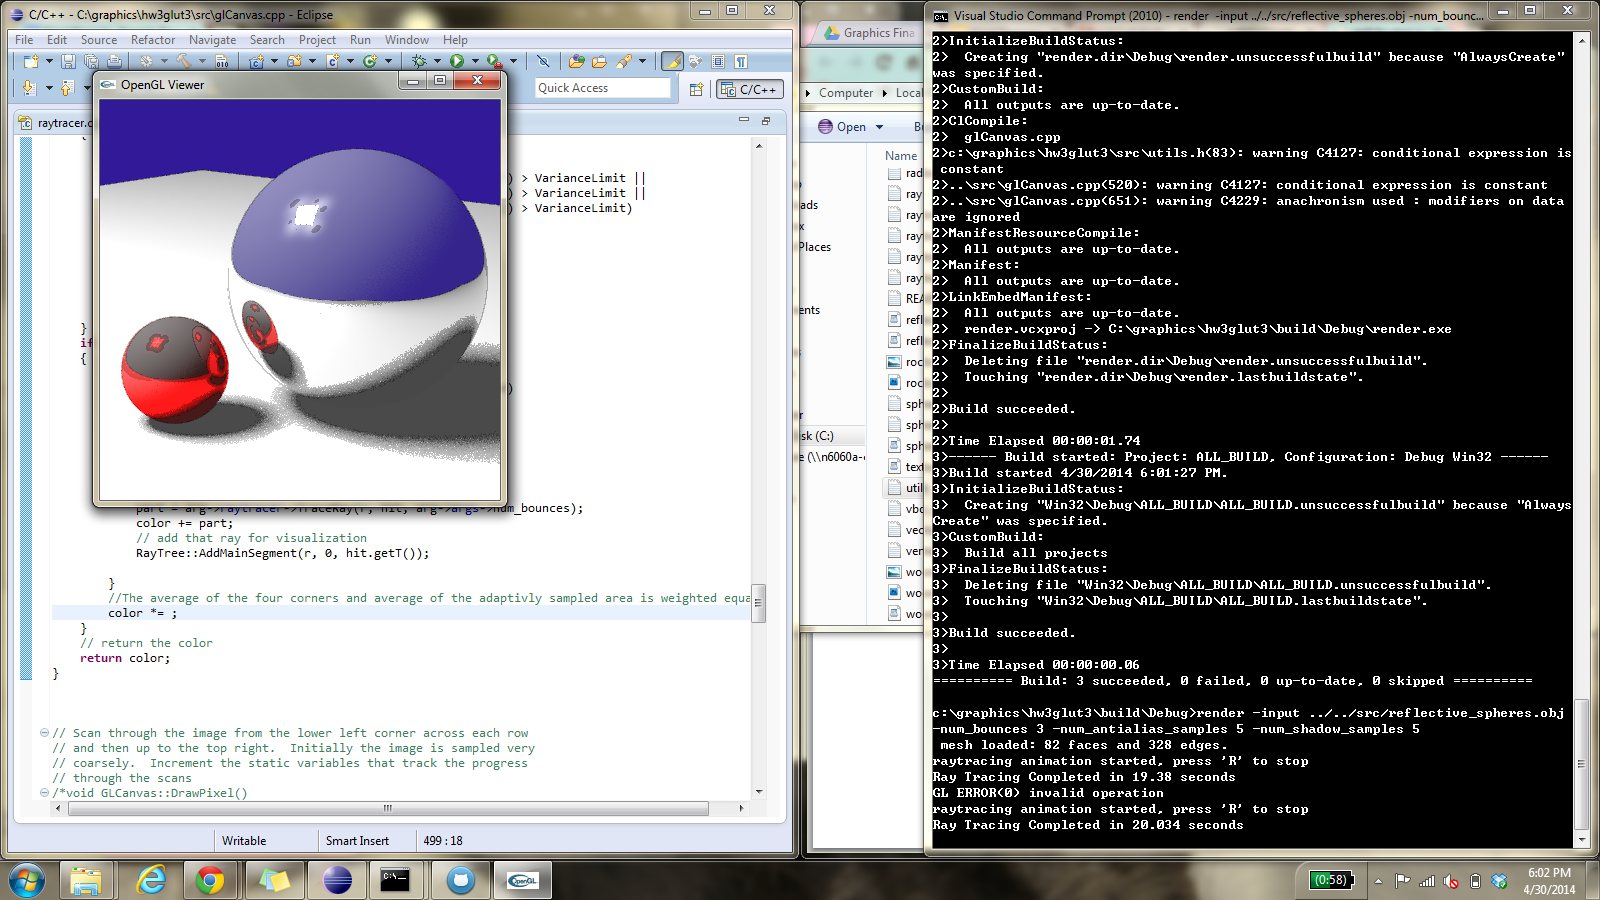 C/C++ - C:\graphics\hw3glut3\src\glCanvas.cpp - Eclipse
File Edit Source Refactor Navigate Search Project Run Window Help
Quick Access
C/C++
OpenGL Viewer
raytracer.c
) > VarianceLimit ||
) > VarianceLimit ||
) > VarianceLimit)
}
if
{
)
part = arg->raytracer->TraceRay(r, hit, arg->args->num_bounces);
color += part;
// add that ray for visualization
RayTree::AddMainSegment(r, 0, hit.getT());
}
//The average of the four corners and average of the adaptivly sampled area is weighted equa
color *= ;
}
// return the color
return color;
}
// Scan through the image from the lower left corner across each row
// and then up to the top right.  Initially the image is sampled very
// coarsely.  Increment the static variables that track the progress
// through the scans
/*void GLCanvas::DrawPixel()
Writable Smart Insert 499 : 18
Graphics Fina
Computer Local
Open
Name
rad
ray
ads
ray
x
ray
Places
ray
ray
REA
ents
refl
refl
roc
roc
sph
r
sph
sk (C:)
sph
e (\\n6060a-
text
util
vbo
vec
ver
wo
wo
wo
Visual Studio Command Prompt (2010) - render  -input ../../src/reflective_spheres.obj -num_bounc...
2>InitializeBuildStatus:
2>  Creating "render.dir\Debug\render.unsuccessfulbuild" because "AlwaysCreate"
was specified.
2>CustomBuild:
2>  All outputs are up-to-date.
2>ClCompile:
2>  glCanvas.cpp
2>c:\graphics\hw3glut3\src\utils.h(83): warning C4127: conditional expression is
constant
2>..\src\glCanvas.cpp(520): warning C4127: conditional expression is constant
2>..\src\glCanvas.cpp(651): warning C4229: anachronism used : modifiers on data
are ignored
2>ManifestResourceCompile:
2>  All outputs are up-to-date.
2>Manifest:
2>  All outputs are up-to-date.
2>LinkEmbedManifest:
2>  All outputs are up-to-date.
2>  render.vcxproj -> C:\graphics\hw3glut3\build\Debug\render.exe
2>FinalizeBuildStatus:
2>  Deleting file "render.dir\Debug\render.unsuccessfulbuild".
2>  Touching "render.dir\Debug\render.lastbuildstate".
2>
2>Build succeeded.
2>
2>Time Elapsed 00:00:01.74
3>------ Build started: Project: ALL_BUILD, Configuration: Debug Win32 ------
3>Build started 4/30/2014 6:01:27 PM.
3>InitializeBuildStatus:
3>  Creating "Win32\Debug\ALL_BUILD\ALL_BUILD.unsuccessfulbuild" because "Always
Create" was specified.
3>CustomBuild:
3>  Build all projects
3>FinalizeBuildStatus:
3>  Deleting file "Win32\Debug\ALL_BUILD\ALL_BUILD.unsuccessfulbuild".
3>  Touching "Win32\Debug\ALL_BUILD\ALL_BUILD.lastbuildstate".
3>
3>Build succeeded.
3>
3>Time Elapsed 00:00:00.06
========== Build: 3 succeeded, 0 failed, 0 up-to-date, 0 skipped ==========
c:\graphics\hw3glut3\build\Debug>render -input ../../src/reflective_spheres.obj
-num_bounces 3 -num_antialias_samples 5 -num_shadow_samples 5
mesh loaded: 82 faces and 328 edges.
raytracing animation started, press 'R' to stop
Ray Tracing Completed in 19.38 seconds
GL ERROR(0) invalid operation
raytracing animation started, press 'R' to stop
Ray Tracing Completed in 20.034 seconds
C:\_
OpenGL
(0:58)
6:02 PM
4/30/2014